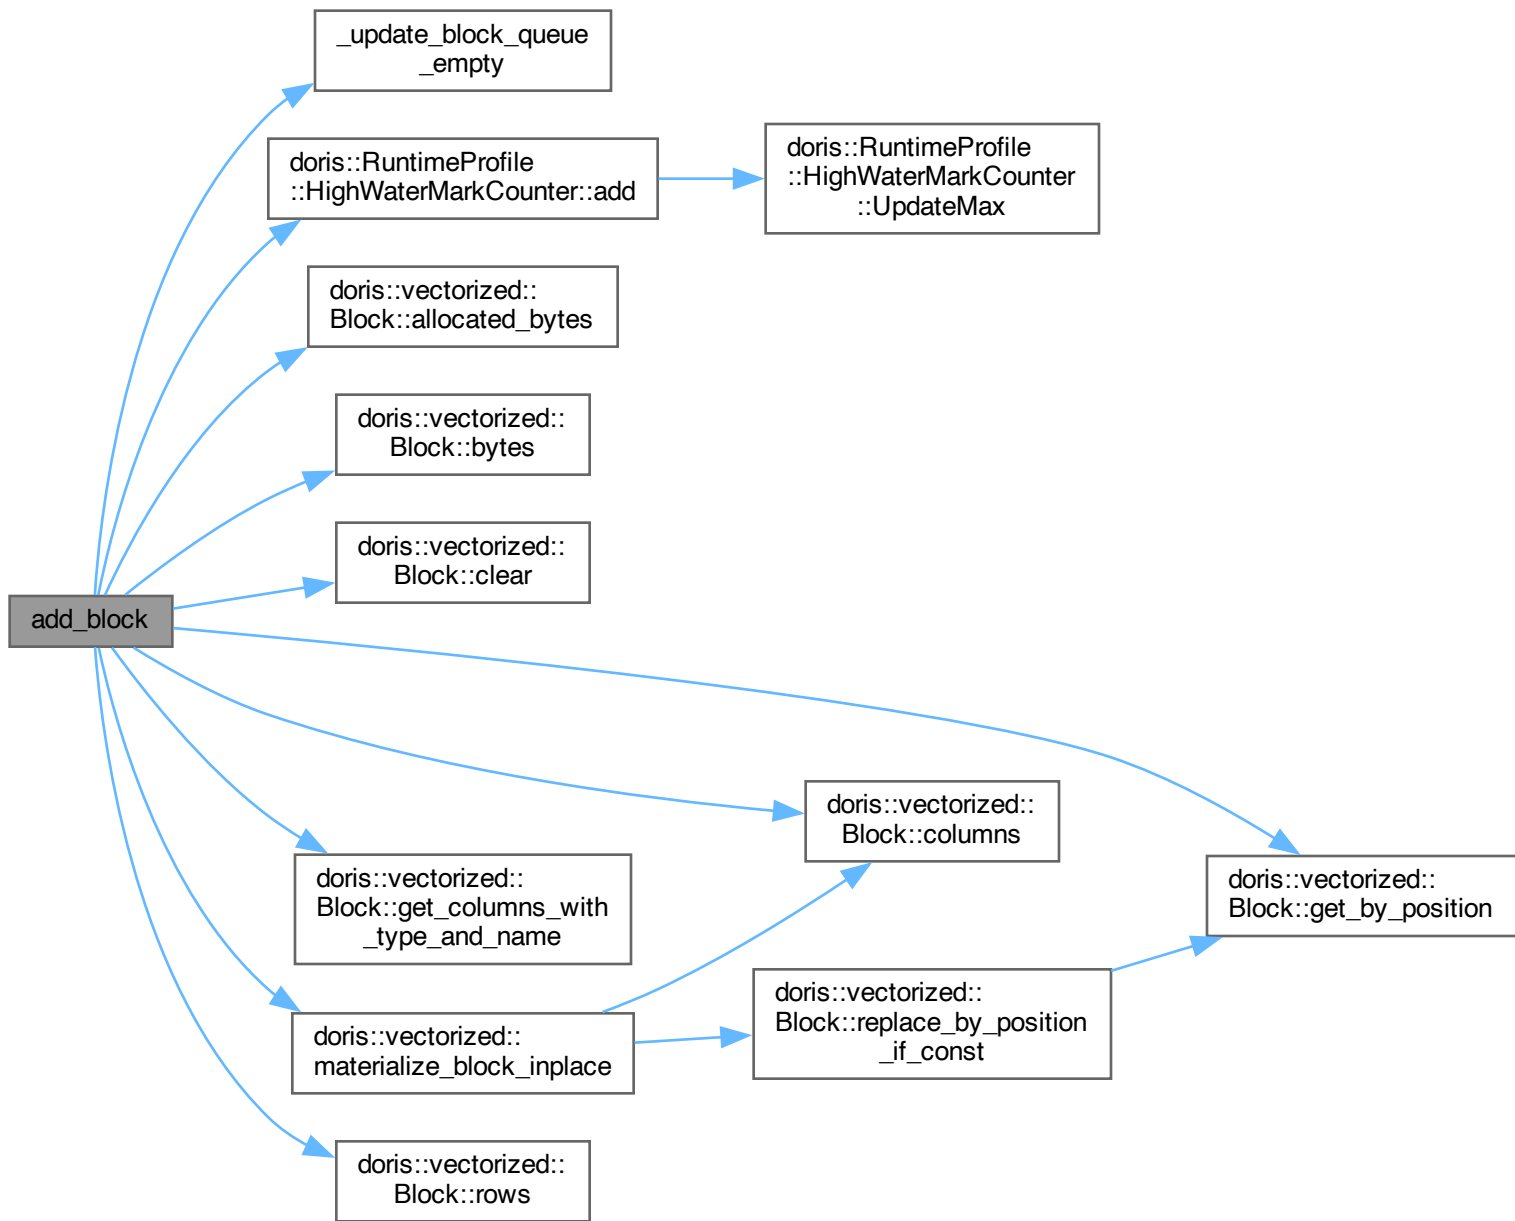 _update_block_queue
_empty
doris::RuntimeProfile
::HighWaterMarkCounter::add
doris::RuntimeProfile
::HighWaterMarkCounter
::UpdateMax
doris::vectorized::
Block::allocated_bytes
doris::vectorized::
Block::bytes
doris::vectorized::
Block::clear
add_block
doris::vectorized::
Block::columns
doris::vectorized::
Block::get_columns_with
_type_and_name
doris::vectorized::
Block::get_by_position
doris::vectorized::
Block::replace_by_position
_if_const
doris::vectorized::
materialize_block_inplace
doris::vectorized::
Block::rows